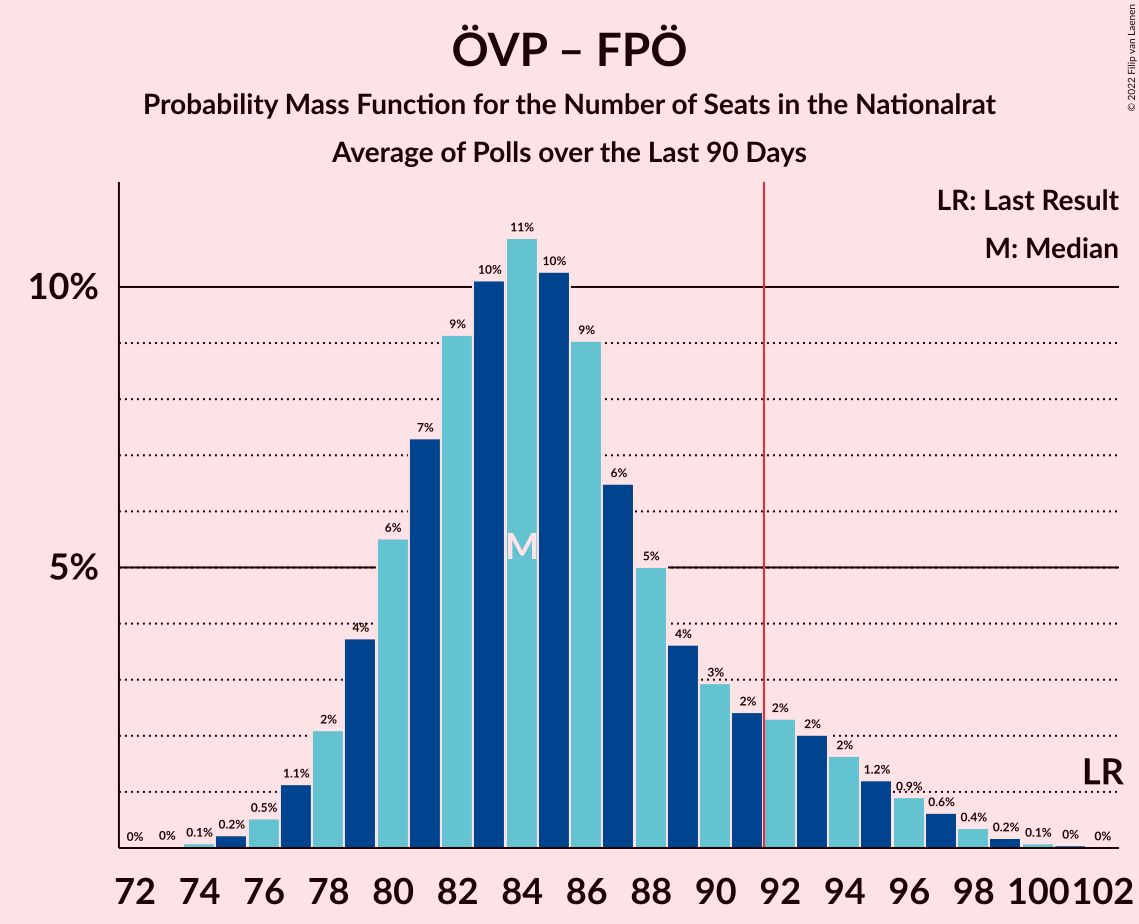 ÖVP – FPÖ
Probability Mass Function for the Number of Seats in the Nationalrat
Average of Polls over the Last 90 Days
© 2022 Filip van Laenen
LR: Last Result
M: Median
10%
5%
0% 0% 0.1% 0.2% 0.5% 1.1% 2% 4% 6% 7% 9% 10% 11% 10% 9% 6% 5% 4% 3% 2% 2% 2% 2% 1.2% 0.9% 0.6% 0.4% 0.2% 0.1% 0% 0%
M
LR
72 74 76 78 80 82 84 86 88 90 92 94 96 98 100 102